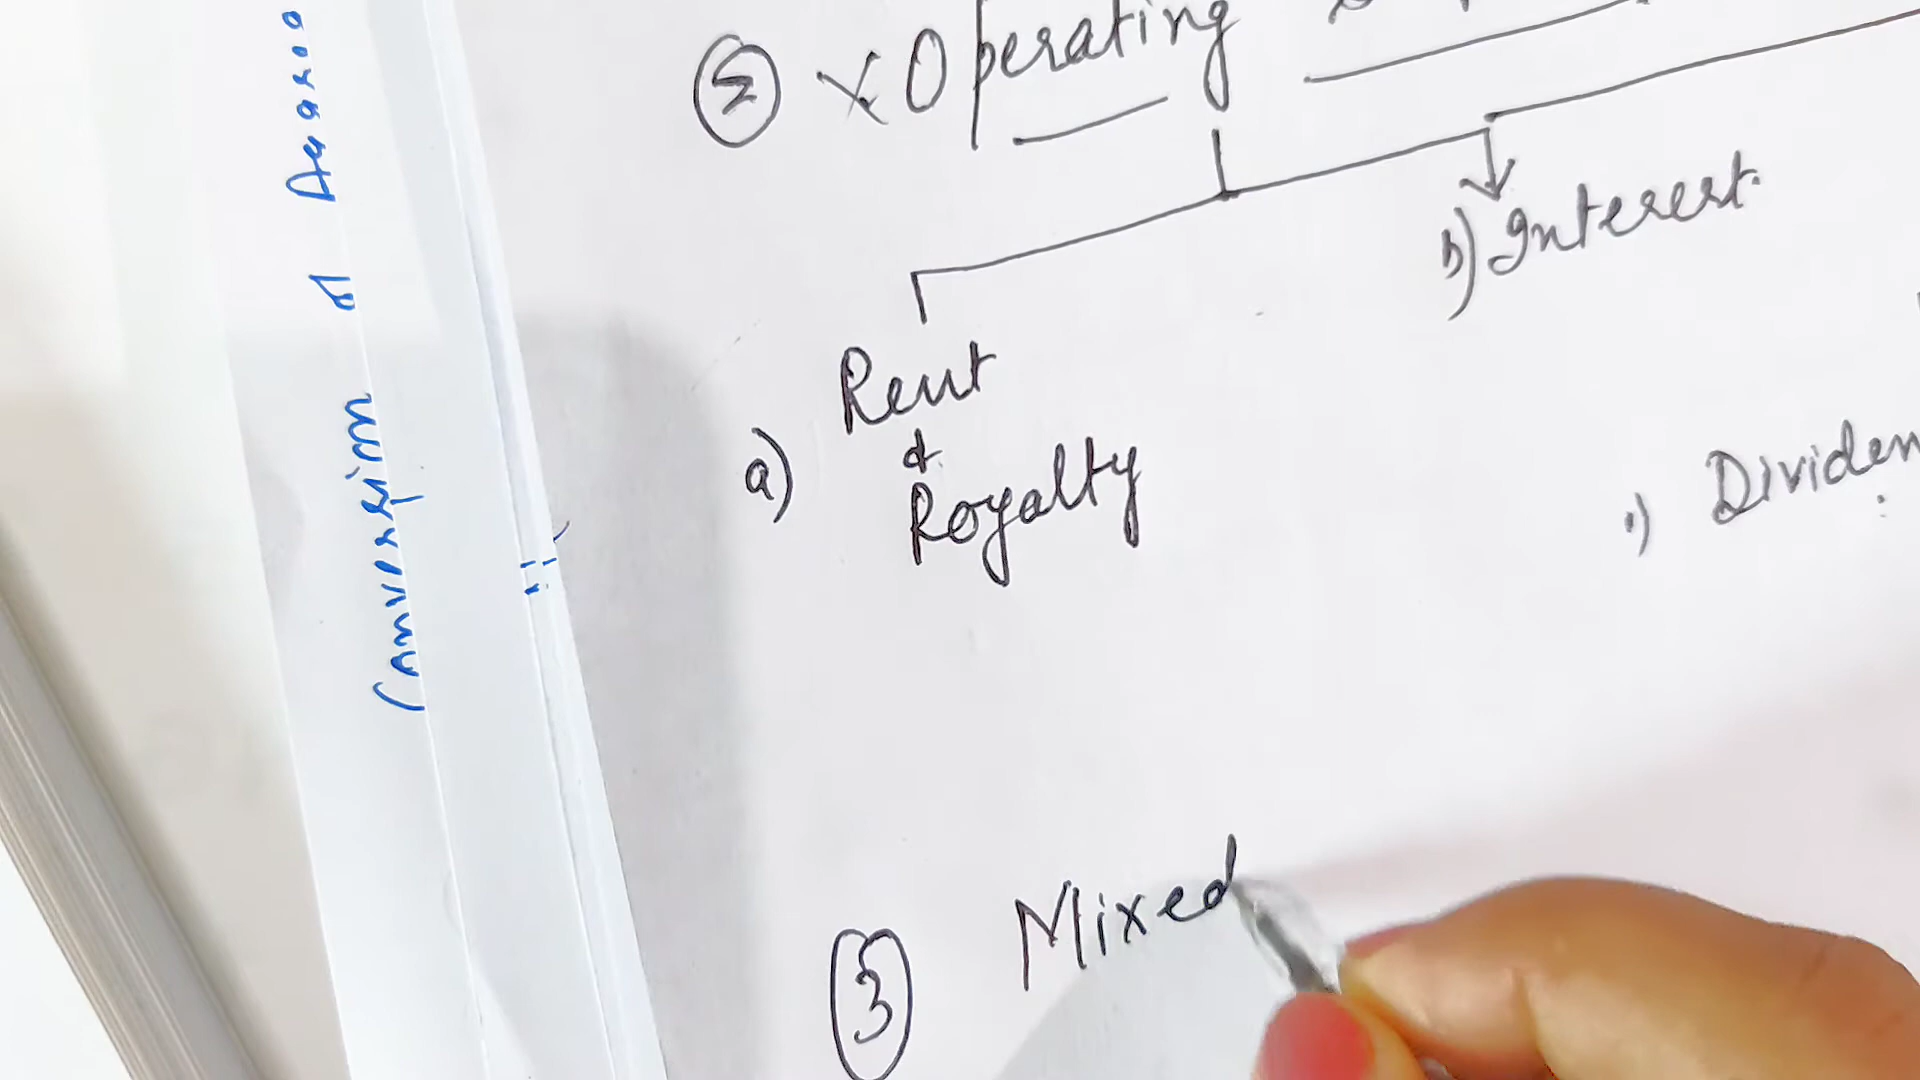 ② × Operating
b) Interest.
Rent
&
a) Royalty
Dividen
③ Mixed
Conversion of